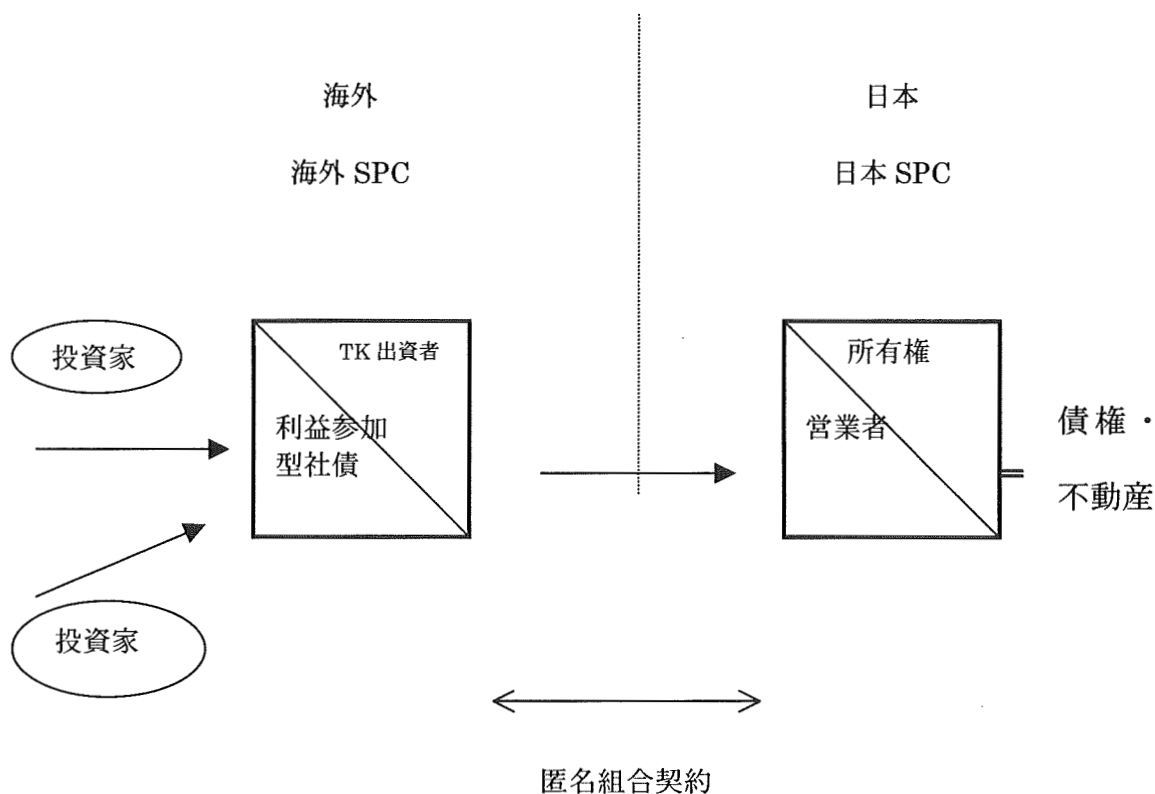 海外
日本
海外 SPC
日本 SPC
投資家
TK 出資者
利益参加
型社債
所有権
営業者
債権・
不動産
投資家
匿名組合契約